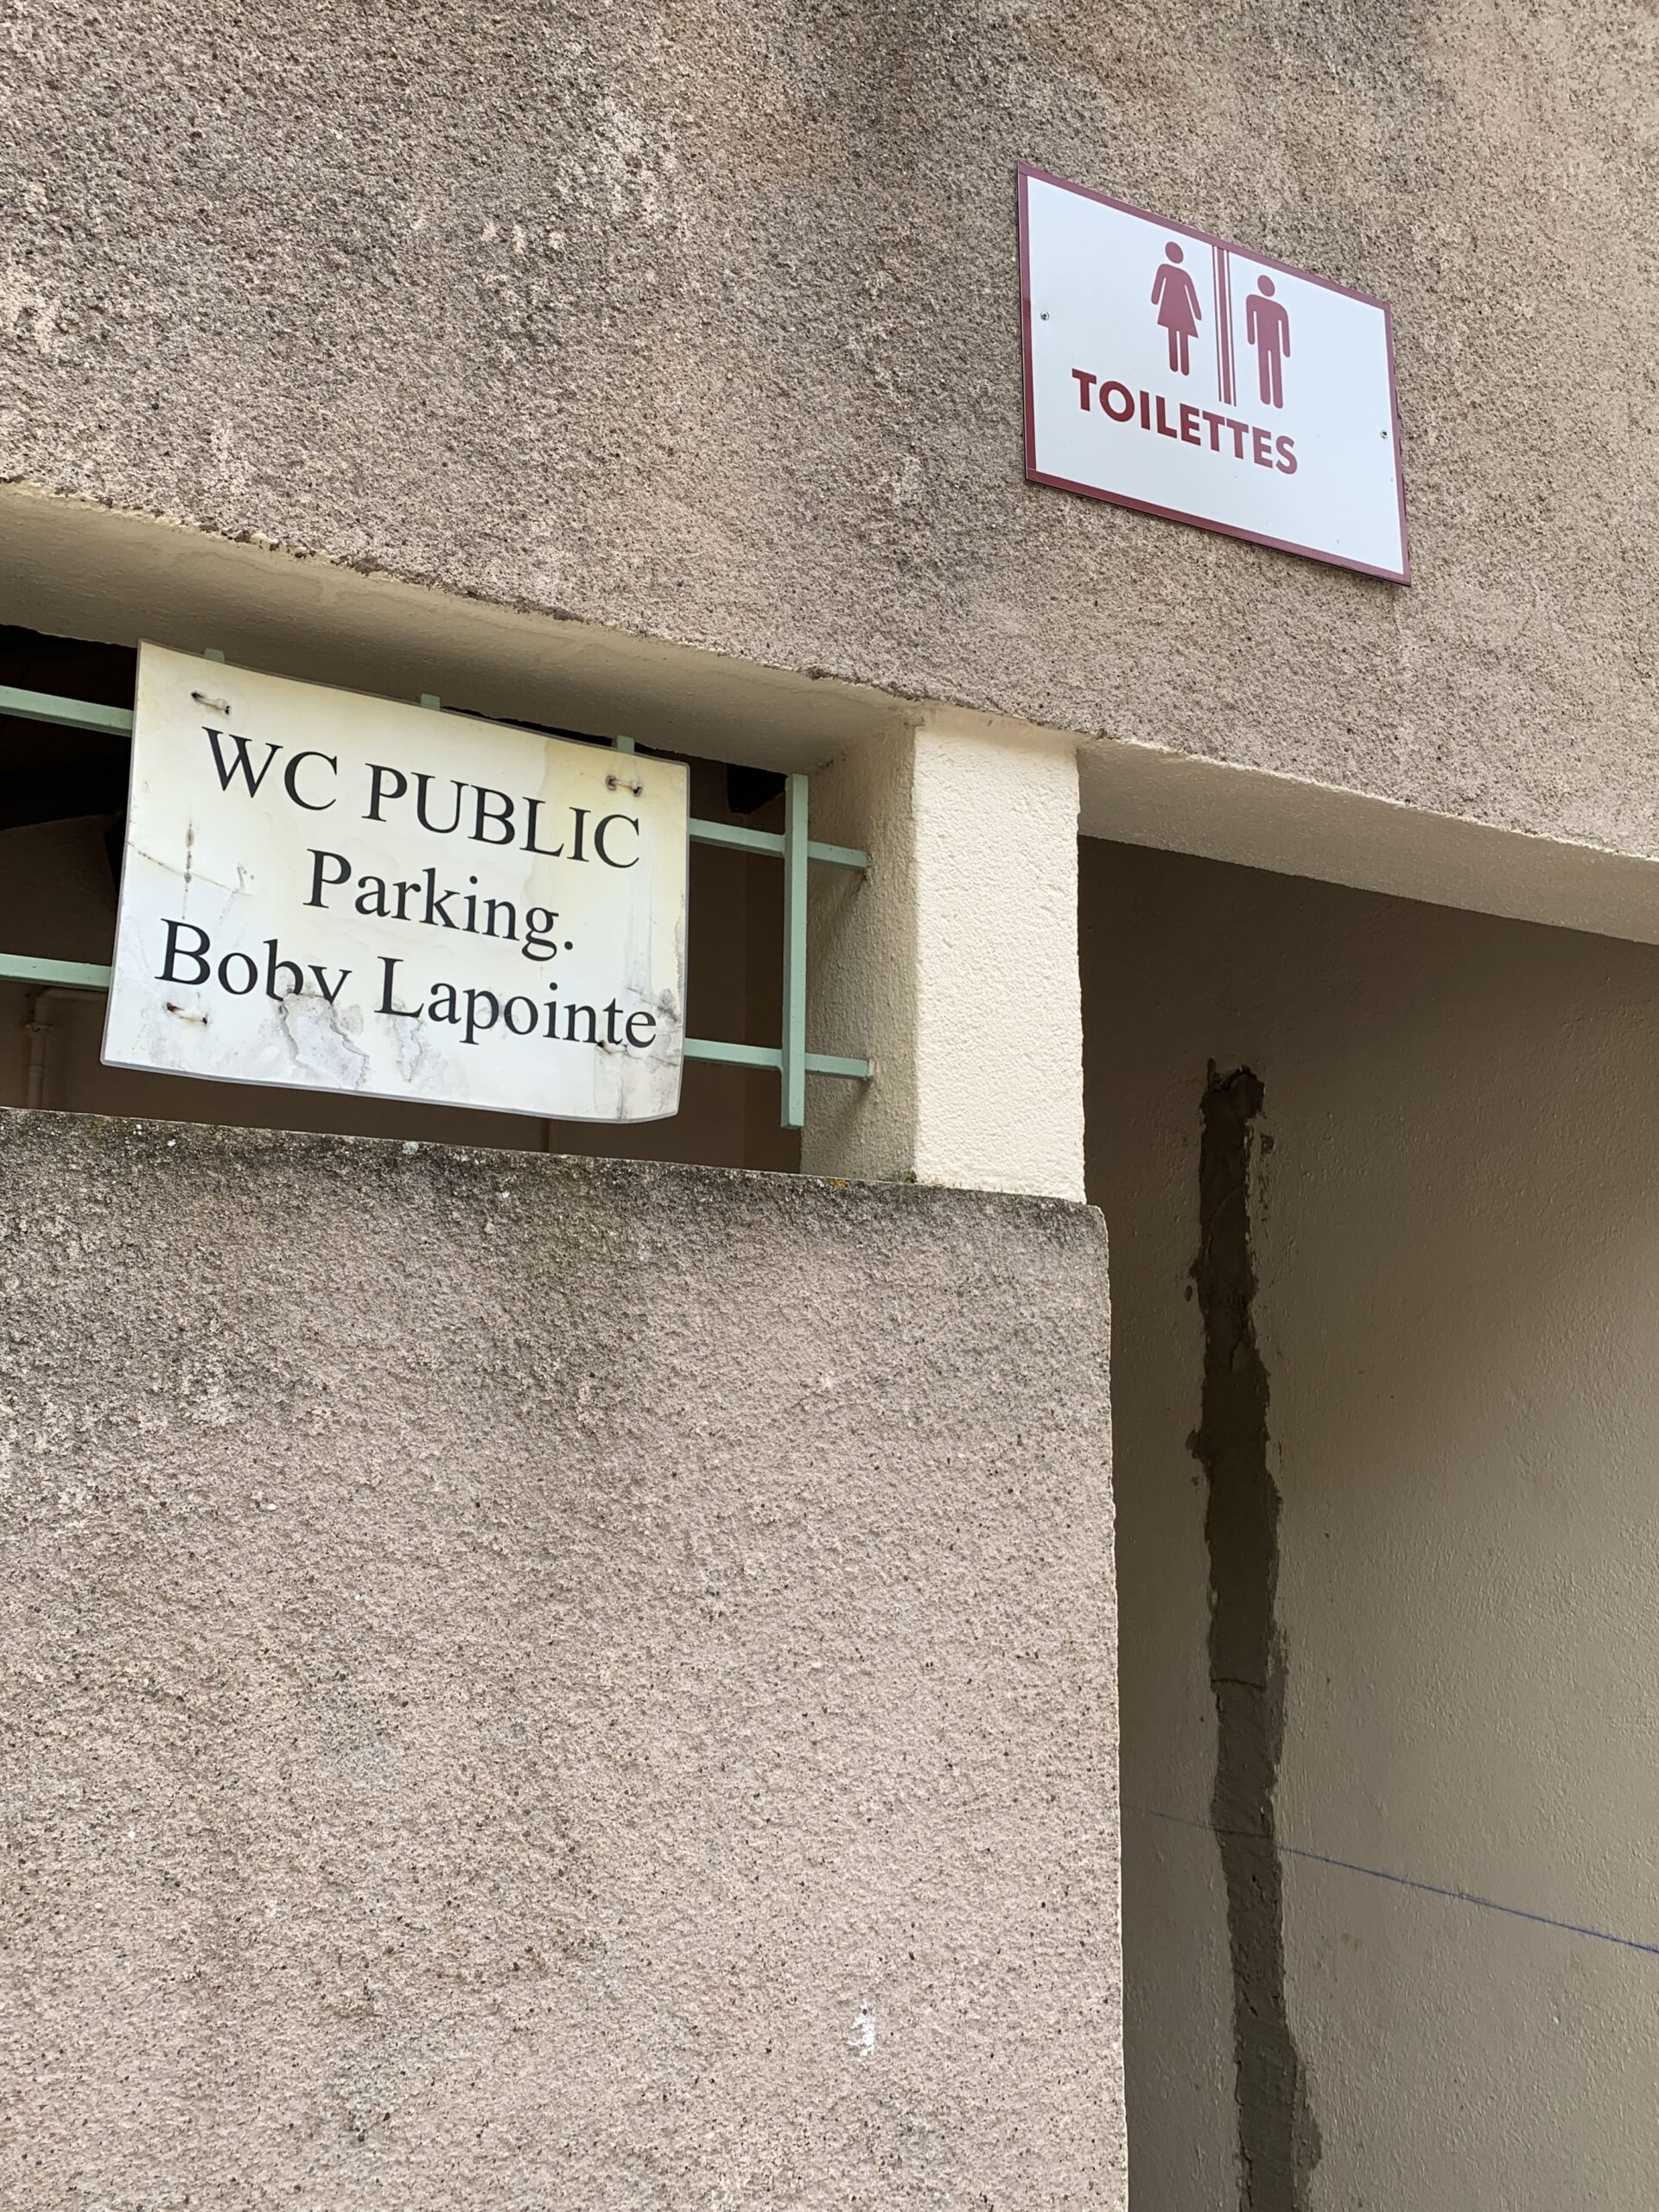 TOILETTES
WC PUBLIC
Parking.
Boby Lapointe